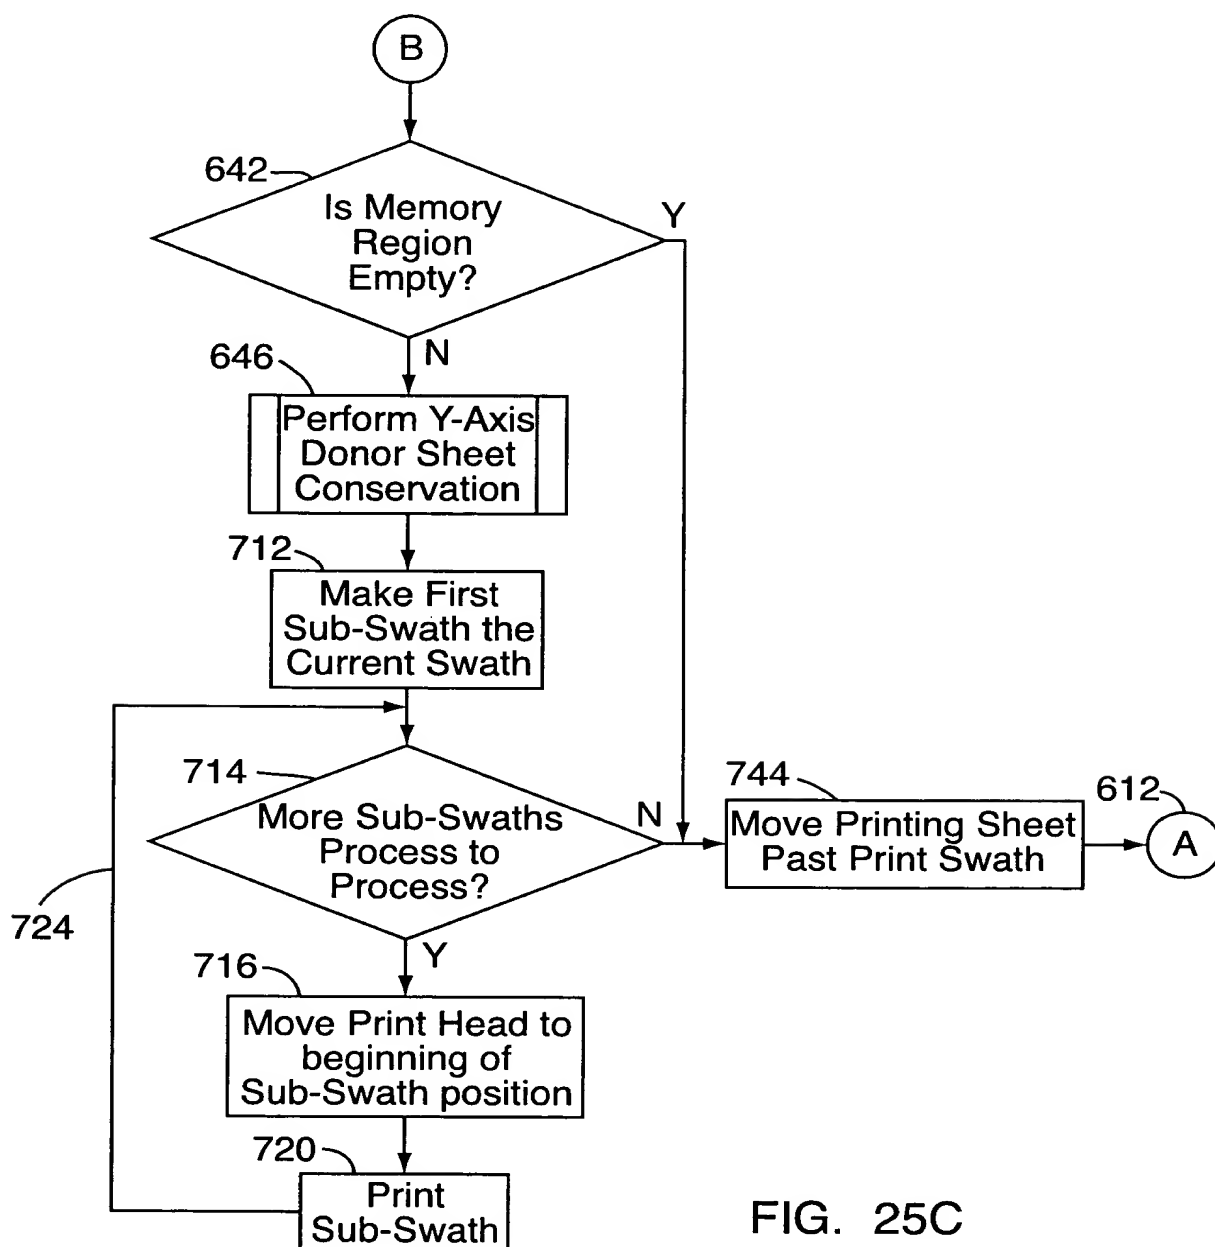 B
642
Is Memory
Region
Empty?
Y
N
646
Perform Y-Axis
Donor Sheet
Conservation
712
Make First
Sub-Swath the
Current Swath
714
More Sub-Swaths
Process to
Process?
N
744
Move Printing Sheet
Past Print Swath
612
A
724
Y
716
Move Print Head to
beginning of
Sub-Swath position
720
Print
Sub-Swath
FIG. 25C